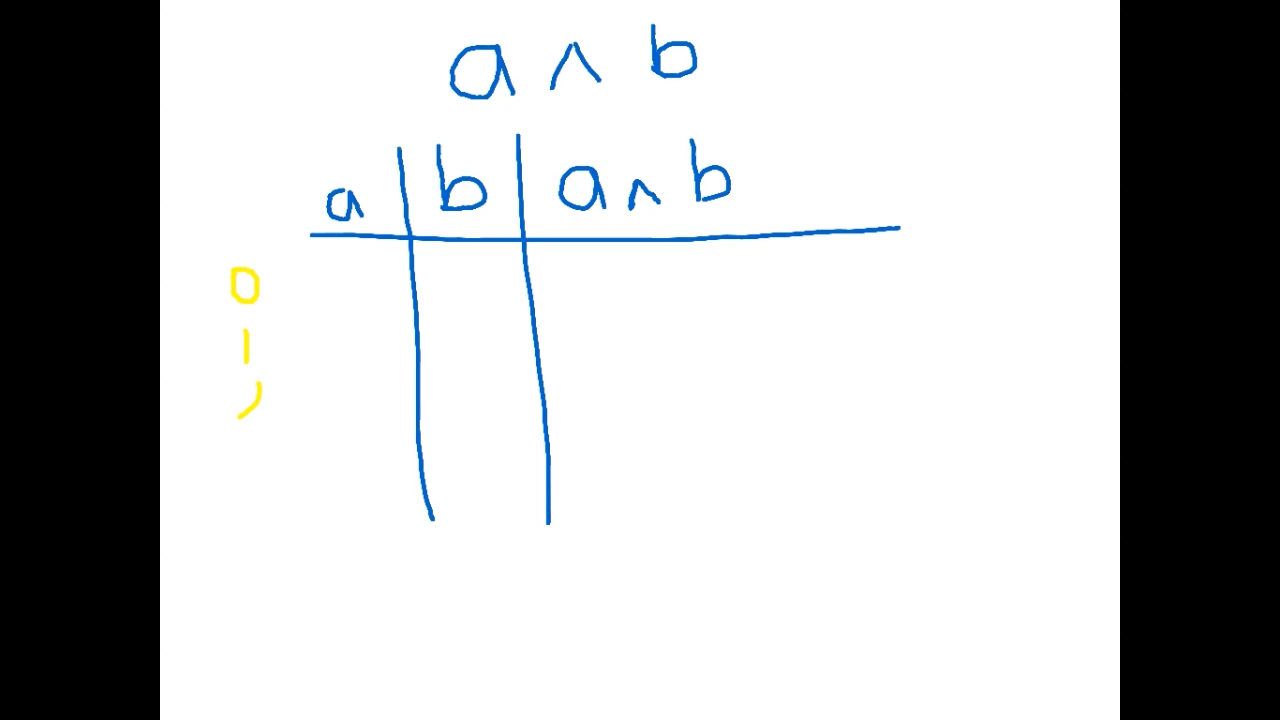 a ∧ b
a b a ∧ b
0
1